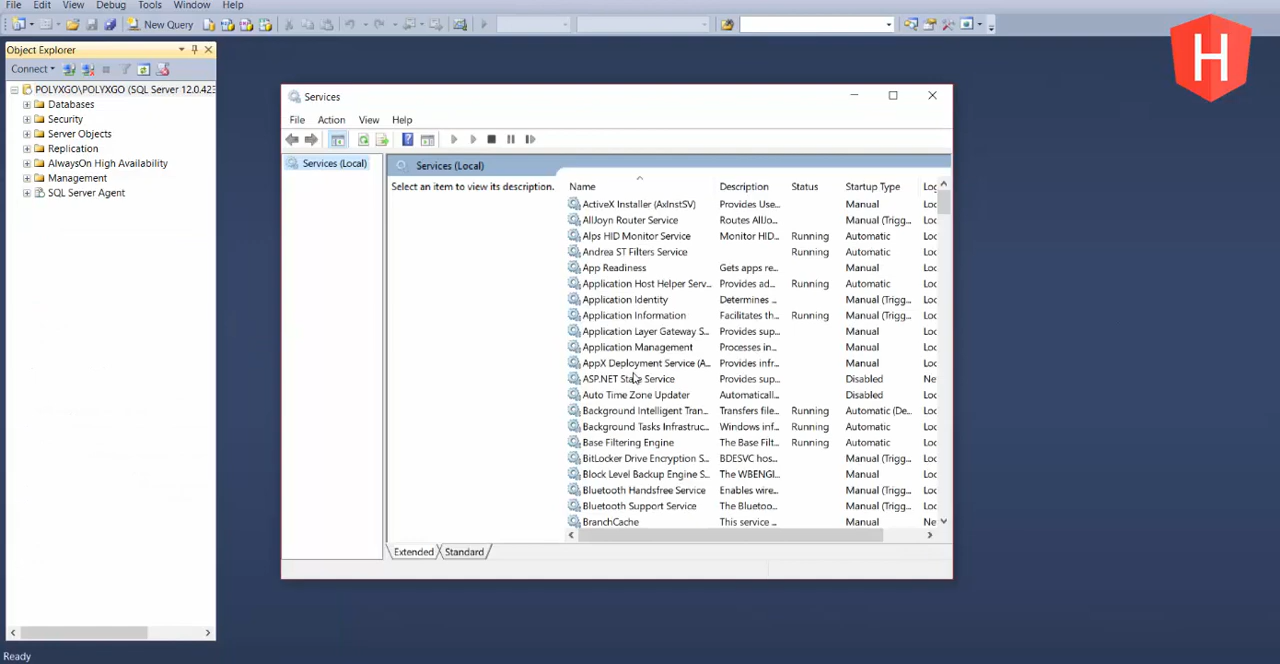 File Edit View Debug Tools Window Help
New Query
H
Object Explorer
Connect
POLYXGO\POLYXGO (SQL Server 12.0.423
Databases
Security
Server Objects
Replication
AlwaysOn High Availability
Management
SQL Server Agent
Services
File Action View Help
Services (Local)
Services (Local)
Select an item to view its description.
Name Description Status Startup Type Log
ActiveX Installer (AxInstSV) Provides Use... Manual Loc
AllJoyn Router Service Routes AllJo... Manual (Trigg... Loc
Alps HID Monitor Service Monitor HID... Running Automatic Loc
Andrea ST Filters Service Running Automatic Loc
App Readiness Gets apps re... Manual Loc
Application Host Helper Serv... Provides ad... Running Automatic Loc
Application Identity Determines ... Manual (Trigg... Loc
Application Information Facilitates th... Running Manual (Trigg... Loc
Application Layer Gateway S... Provides sup... Manual Loc
Application Management Processes in... Manual Loc
AppX Deployment Service (A... Provides infr... Manual Loc
ASP.NET State Service Provides sup... Disabled Ne
Auto Time Zone Updater Automaticall... Disabled Loc
Background Intelligent Tran... Transfers file... Running Automatic (De... Loc
Background Tasks Infrastruc... Windows inf... Running Automatic Loc
Base Filtering Engine The Base Filt... Running Automatic Loc
BitLocker Drive Encryption S... BDESVC hos... Manual (Trigg... Loc
Block Level Backup Engine S... The WBENGI... Manual Loc
Bluetooth Handsfree Service Enables wire... Manual (Trigg... Loc
Bluetooth Support Service The Bluetoo... Manual (Trigg... Loc
BranchCache This service ... Manual Ne
Extended Standard
Ready